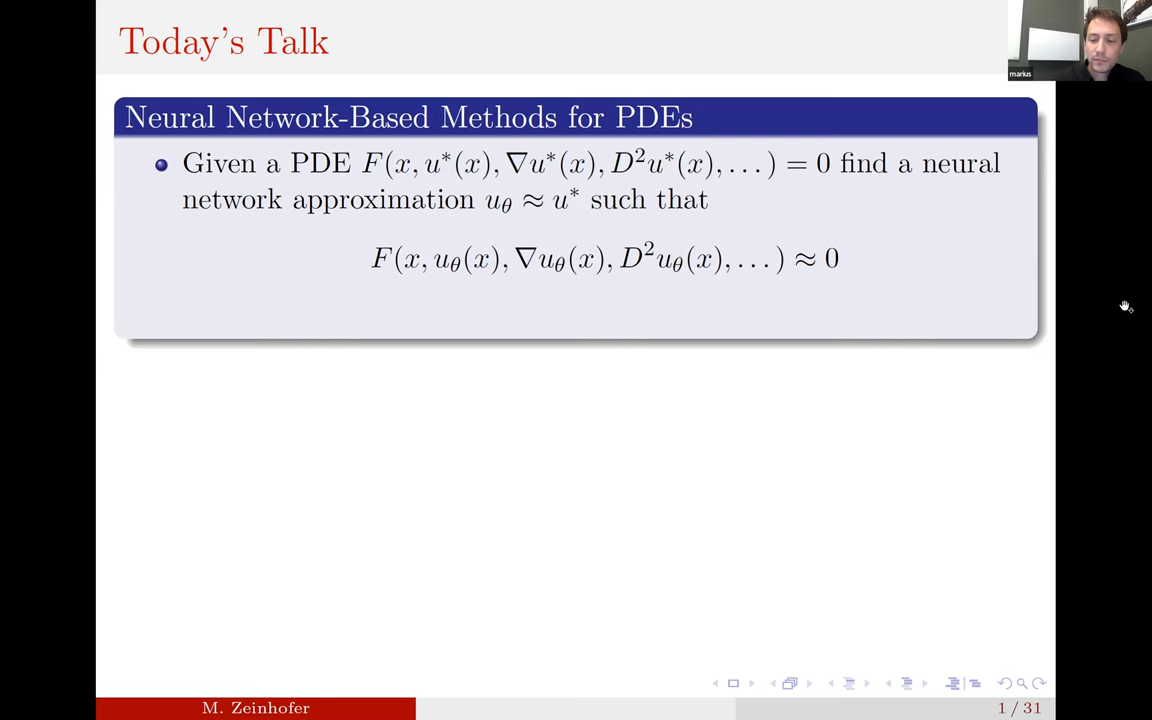 Today's Talk
marius
Neural Network-Based Methods for PDEs
Given a PDE F(x, u*(x), ∇u*(x), D²u*(x), . . . ) = 0 find a neural
network approximation u_θ ≈ u* such that
F(x, u_θ(x), ∇u_θ(x), D²u_θ(x), . . . ) ≈ 0
M. Zeinhofer
1 / 31